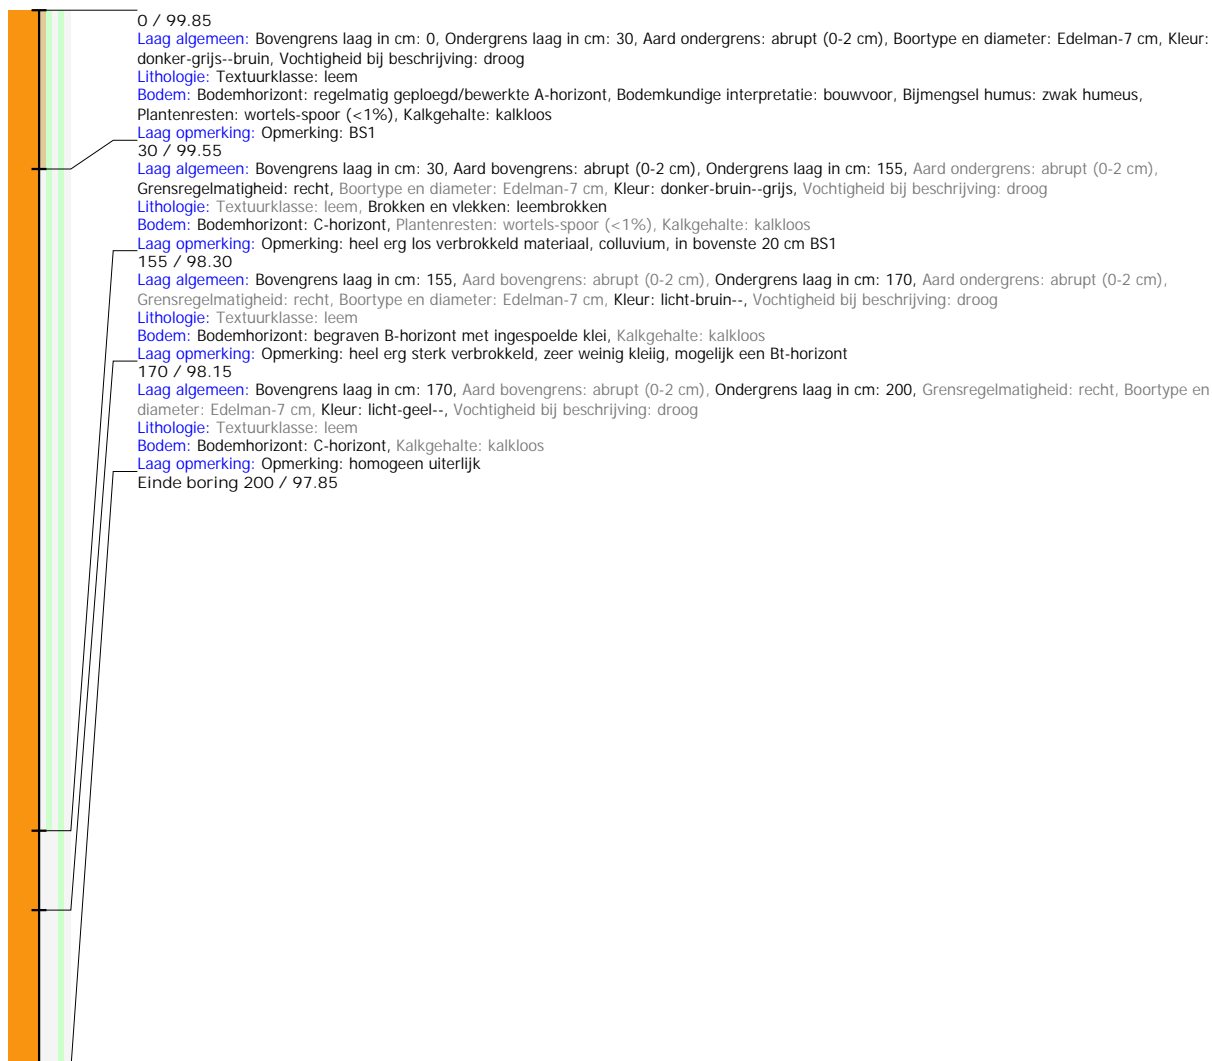 0 / 99.85
Laag algemeen: Bovengrens laag in cm: 0, Ondergrens laag in cm: 30, Aard ondergrens: abrupt (0-2 cm), Boortype en diameter: Edelman-7 cm, Kleur:
donker-grijs--bruin, Vochtigheid bij beschrijving: droog
Lithologie: Textuurklasse: leem
Bodem: Bodemhorizont: regelmatig geploegd/bewerkte A-horizont, Bodemkundige interpretatie: bouwvoor, Bijmengsel humus: zwak humeus,
Plantenresten: wortels-spoor (<1%), Kalkgehalte: kalkloos
Laag opmerking: Opmerking: BS1
30 / 99.55
Laag algemeen: Bovengrens laag in cm: 30, Aard bovengrens: abrupt (0-2 cm), Ondergrens laag in cm: 155, Aard ondergrens: abrupt (0-2 cm),
Grensregelmatigheid: recht, Boortype en diameter: Edelman-7 cm, Kleur: donker-bruin--grijs, Vochtigheid bij beschrijving: droog
Lithologie: Textuurklasse: leem, Brokken en vlekken: leembrokken
Bodem: Bodemhorizont: C-horizont, Plantenresten: wortels-spoor (<1%), Kalkgehalte: kalkloos
Laag opmerking: Opmerking: heel erg los verbrokkeld materiaal, colluvium, in bovenste 20 cm BS1
155 / 98.30
Laag algemeen: Bovengrens laag in cm: 155, Aard bovengrens: abrupt (0-2 cm), Ondergrens laag in cm: 170, Aard ondergrens: abrupt (0-2 cm),
Grensregelmatigheid: recht, Boortype en diameter: Edelman-7 cm, Kleur: licht-bruin--, Vochtigheid bij beschrijving: droog
Lithologie: Textuurklasse: leem
Bodem: Bodemhorizont: begraven B-horizont met ingespoelde klei, Kalkgehalte: kalkloos
Laag opmerking: Opmerking: heel erg sterk verbrokkeld, zeer weinig kleiig, mogelijk een Bt-horizont
170 / 98.15
Laag algemeen: Bovengrens laag in cm: 170, Aard bovengrens: abrupt (0-2 cm), Ondergrens laag in cm: 200, Grensregelmatigheid: recht, Boortype en
diameter: Edelman-7 cm, Kleur: licht-geel--, Vochtigheid bij beschrijving: droog
Lithologie: Textuurklasse: leem
Bodem: Bodemhorizont: C-horizont, Kalkgehalte: kalkloos
Laag opmerking: Opmerking: homogeen uiterlijk
Einde boring 200 / 97.85